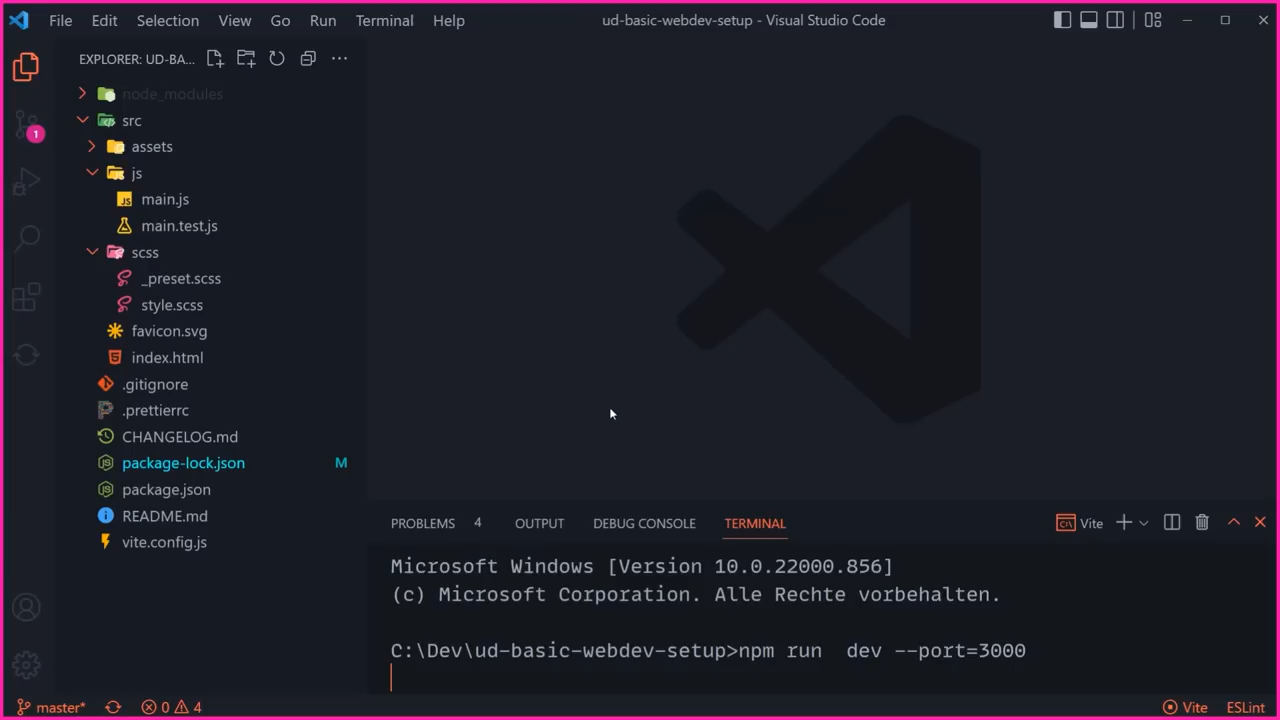 File Edit Selection View Go Run Terminal Help
ud-basic-webdev-setup - Visual Studio Code
EXPLORER: UD-BA...
node_modules
src
assets
js
JS main.js
main.test.js
scss
_preset.scss
style.scss
favicon.svg
index.html
.gitignore
.prettierrc
CHANGELOG.md
package-lock.json M
package.json
README.md
vite.config.js
1
PROBLEMS 4 OUTPUT DEBUG CONSOLE TERMINAL
Vite
Microsoft Windows [Version 10.0.22000.856]
(c) Microsoft Corporation. Alle Rechte vorbehalten.
C:\Dev\ud-basic-webdev-setup>npm run  dev --port=3000
master* 0 4
Vite ESLint